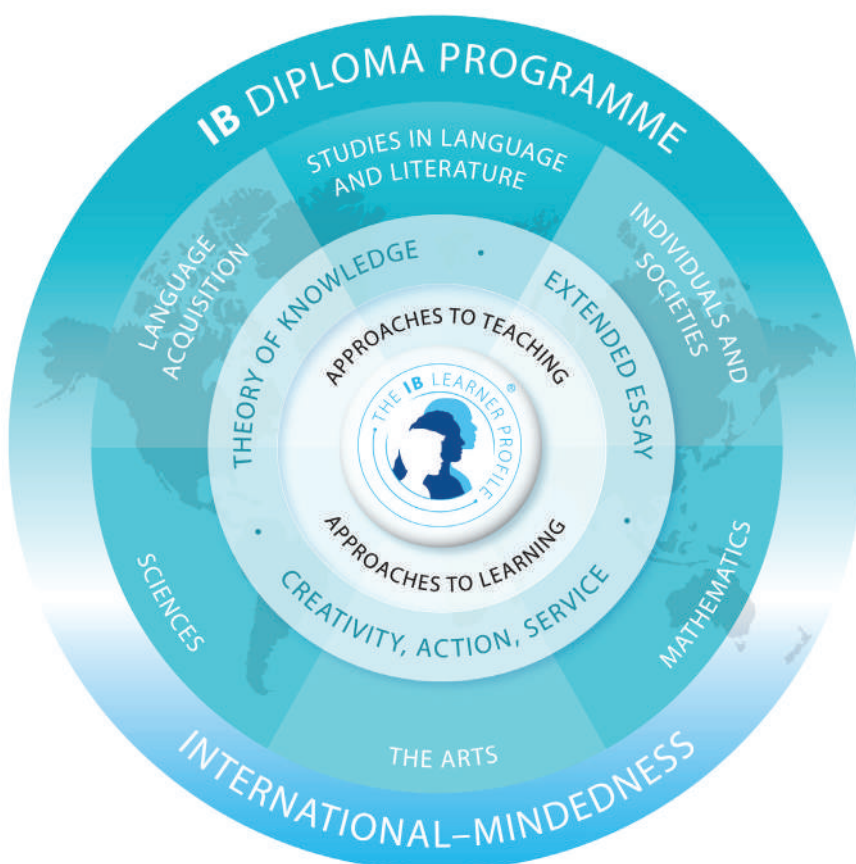 IB DIPLOMA PROGRAMME
STUDIES IN LANGUAGE
AND LITERATURE
LANGUAGE
ACQUISITION
INDIVIDUALS AND
SOCIETIES
THEORY OF KNOWLEDGE
EXTENDED ESSAY
APPROACHES TO TEACHING
THE IB LEARNER PROFILE ®
APPROACHES TO LEARNING
CREATIVITY, ACTION, SERVICE
SCIENCES
MATHEMATICS
THE ARTS
INTERNATIONAL–MINDEDNESS